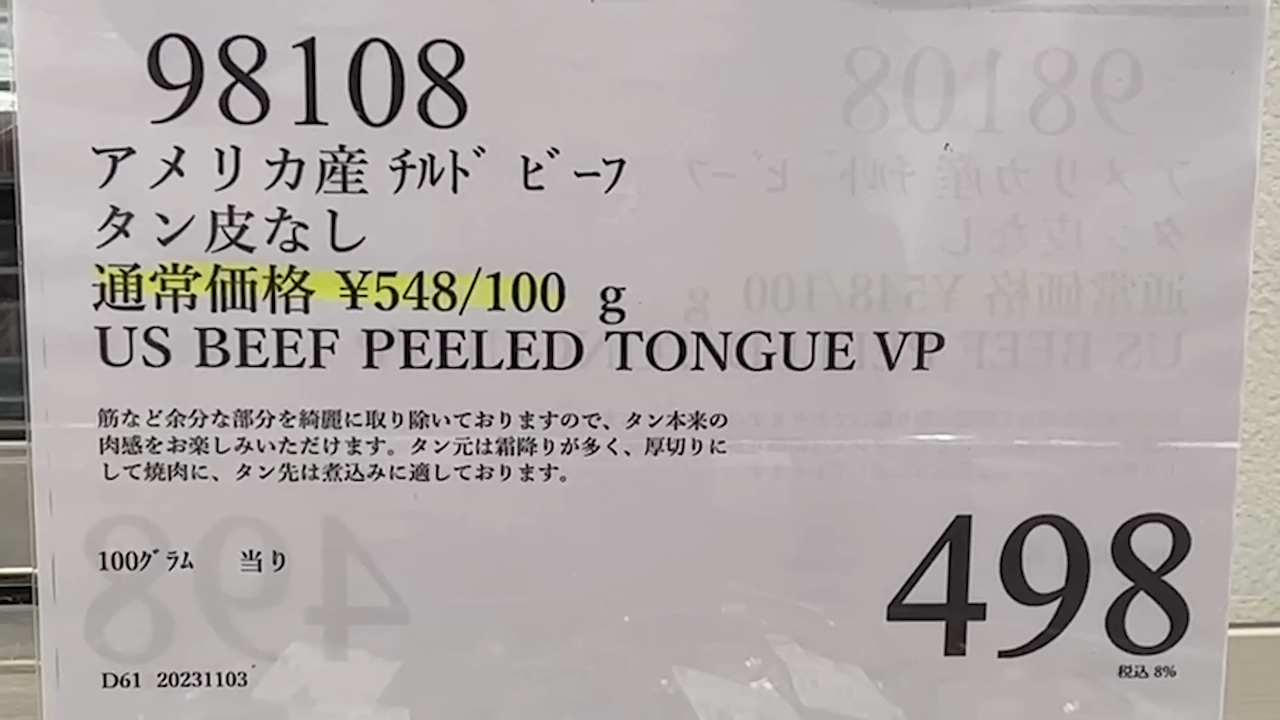 98108
アメリカ産 ﾁﾙﾄﾞ ﾋﾞｰﾌ
タン皮なし
通常価格 ¥548/100 g
US BEEF PEELED TONGUE VP
筋など余分な部分を綺麗に取り除いておりますので、タン本来の
肉感をお楽しみいただけます。タン元は霜降りが多く、厚切りに
して焼肉に、タン先は煮込みに適しております。
100ｸﾞﾗﾑ 当り
498
税込 8%
D61 20231103